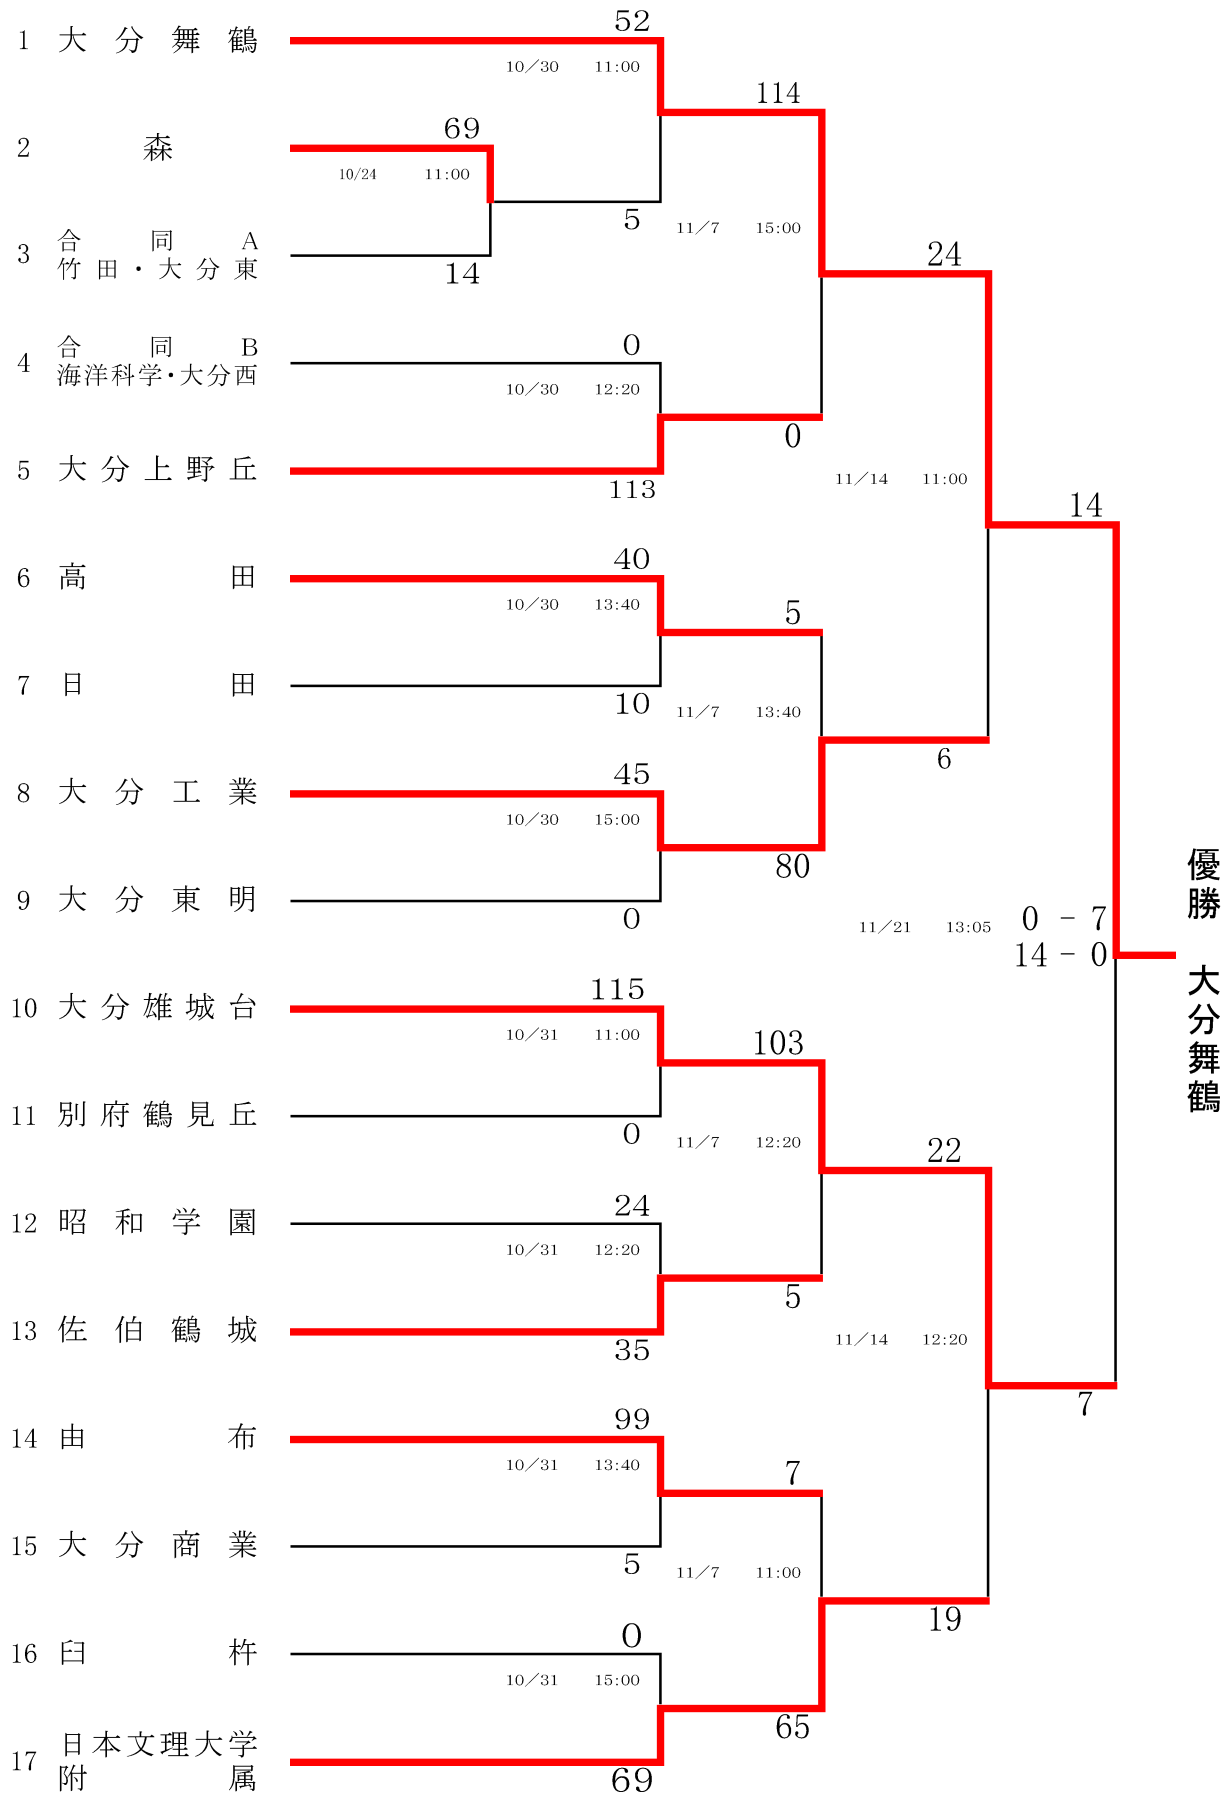 52
1 大分舞鶴
10/30 11:00
114
69
2 森
10/24 11:00
5
11/7 15:00
3 合同A
竹田・大分東
14
24
4 合同B
海洋科学・大分西
0
10/30 12:20
0
5 大分上野丘
113
11/14 11:00
14
40
6 高田
10/30 13:40
5
7 日田
10
11/7 13:40
6
45
8 大分工業
10/30 15:00
80
9 大分東明
0
11/21 13:05
0 - 7
14 - 0
優勝 大分舞鶴
115
10 大分雄城台
10/31 11:00
103
11 別府鶴見丘
0
11/7 12:20
22
24
12 昭和学園
10/31 12:20
5
13 佐伯鶴城
35
11/14 12:20
7
99
14 由布
10/31 13:40
7
15 大分商業
5
11/7 11:00
19
0
16 臼杵
10/31 15:00
65
17 日本文理大学
附属
69